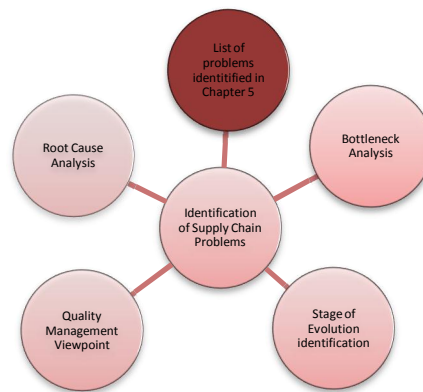 List of
problems
identitified in
Chapter 5
Root Cause
Analysis
Bottleneck
Analysis
Identification
of Supply Chain
Problems
Quality
Management
Viewpoint
Stage of
Evolution
identification